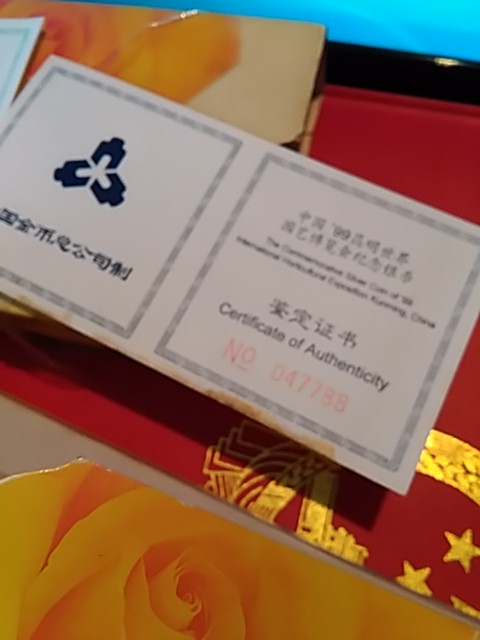 国金币总公司制
中国'99昆明世界
园艺博览会纪念银币
The Commemorative Silver Coin of '99
International Horticultural Exposition Kunming, China
鉴定证书
Certificate of Authenticity
№ 047788